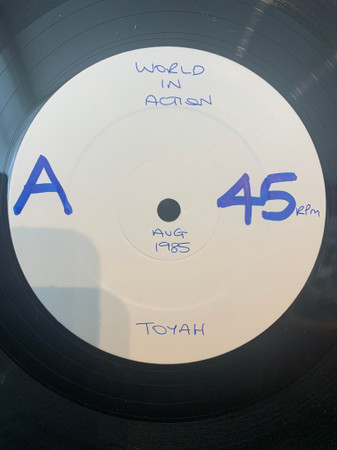 WORLD
IN
ACTION
A
45 RPM
AUG
1985
TOYAH